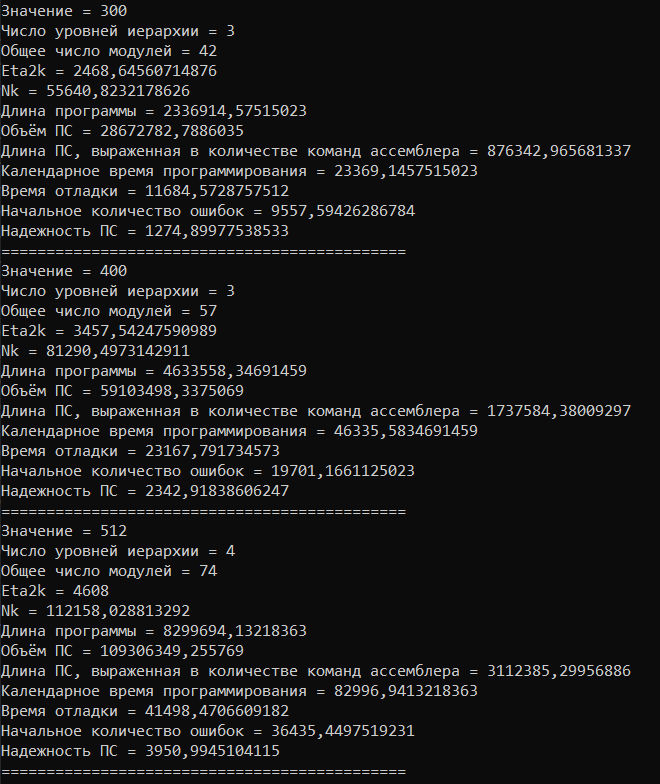 Значение = 300
Число уровней иерархии = 3
Общее число модулей = 42
Eta2k = 2468,64560714876
Nk = 55640,8232178626
Длина программы = 2336914,57515023
Объём ПС = 28672782,7886035
Длина ПС, выраженная в количестве команд ассемблера = 876342,965681337
Календарное время программирования = 23369,1457515023
Время отладки = 11684,5728757512
Начальное количество ошибок = 9557,59426286784
Надежность ПС = 1274,89977538533
=============================================
Значение = 400
Число уровней иерархии = 3
Общее число модулей = 57
Eta2k = 3457,54247590989
Nk = 81290,4973142911
Длина программы = 4633558,34691459
Объём ПС = 59103498,3375069
Длина ПС, выраженная в количестве команд ассемблера = 1737584,38009297
Календарное время программирования = 46335,5834691459
Время отладки = 23167,791734573
Начальное количество ошибок = 19701,1661125023
Надежность ПС = 2342,91838606247
=============================================
Значение = 512
Число уровней иерархии = 4
Общее число модулей = 74
Eta2k = 4608
Nk = 112158,028813292
Длина программы = 8299694,13218363
Объём ПС = 109306349,255769
Длина ПС, выраженная в количестве команд ассемблера = 3112385,29956886
Календарное время программирования = 82996,9413218363
Время отладки = 41498,4706609182
Начальное количество ошибок = 36435,4497519231
Надежность ПС = 3950,9945104115
=============================================